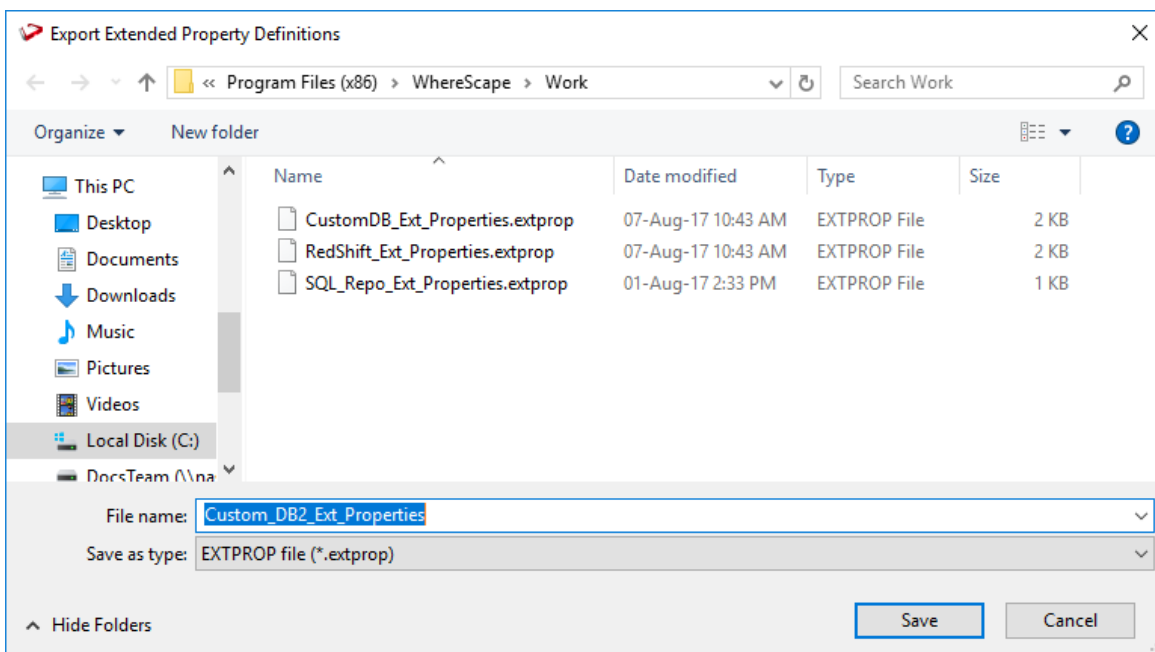 Export Extended Property Definitions
« Program Files (x86) > WhereScape > Work
Search Work
Organize
New folder
This PC
Desktop
Documents
Downloads
Music
Pictures
Videos
Local Disk (C:)
DocsTeam (\\na
Name Date modified Type Size
CustomDB_Ext_Properties.extprop 07-Aug-17 10:43 AM EXTPROP File 2 KB
RedShift_Ext_Properties.extprop 07-Aug-17 10:43 AM EXTPROP File 2 KB
SQL_Repo_Ext_Properties.extprop 01-Aug-17 2:33 PM EXTPROP File 1 KB
File name: Custom_DB2_Ext_Properties
Save as type: EXTPROP file (*.extprop)
Hide Folders
Save
Cancel